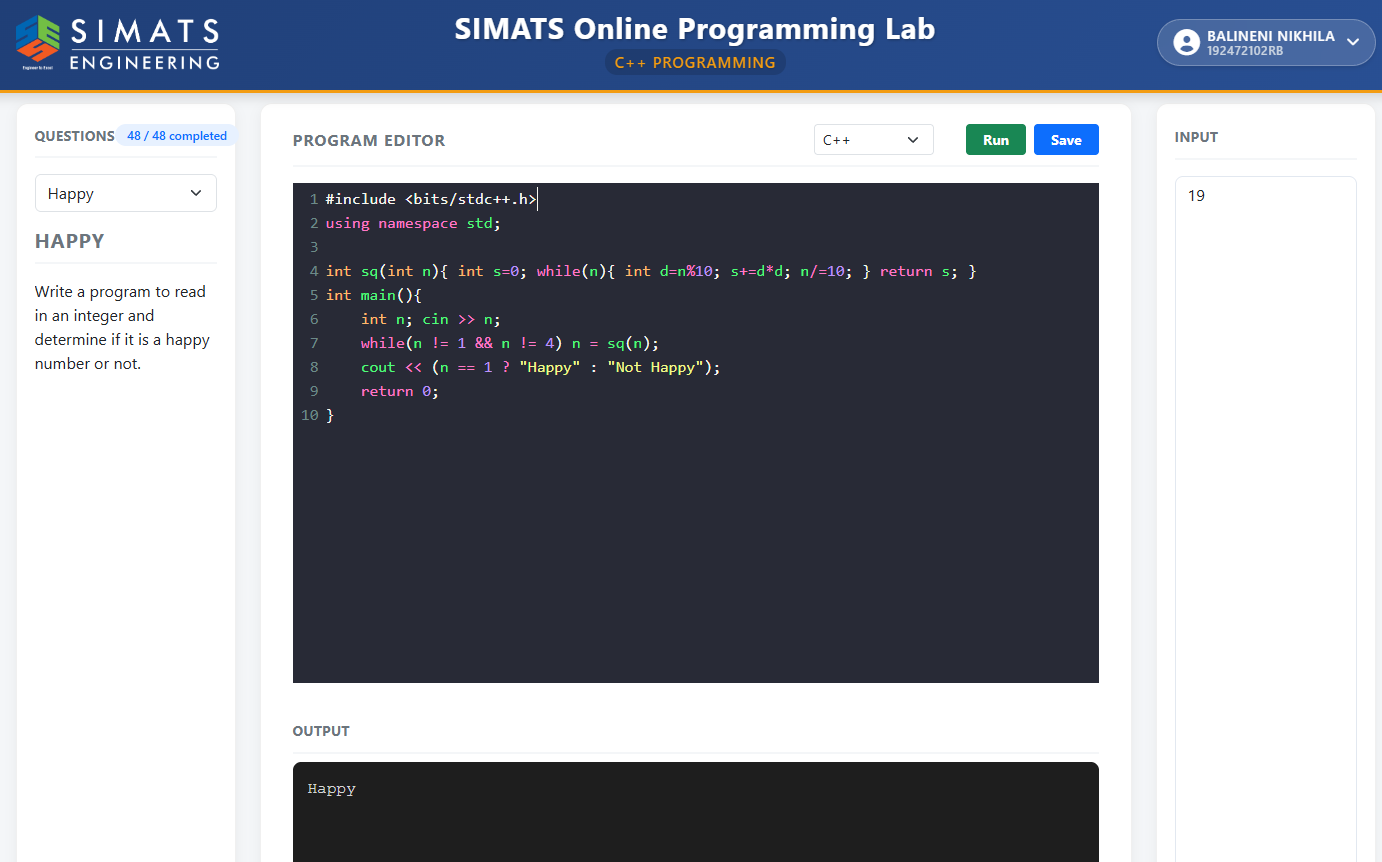 SIMATS
ENGINEERING
Engineer to Excel
SIMATS Online Programming Lab
C++ PROGRAMMING
BALINENI NIKHILA
192472102RB
QUESTIONS 48 / 48 completed
Happy
HAPPY
Write a program to read
in an integer and
determine if it is a happy
number or not.
PROGRAM EDITOR
C++
Run
Save
1 #include <bits/stdc++.h>
2 using namespace std;
3
4 int sq(int n){ int s=0; while(n){ int d=n%10; s+=d*d; n/=10; } return s; }
5 int main(){
6     int n; cin >> n;
7     while(n != 1 && n != 4) n = sq(n);
8     cout << (n == 1 ? "Happy" : "Not Happy");
9     return 0;
10 }
OUTPUT
Happy
INPUT
19